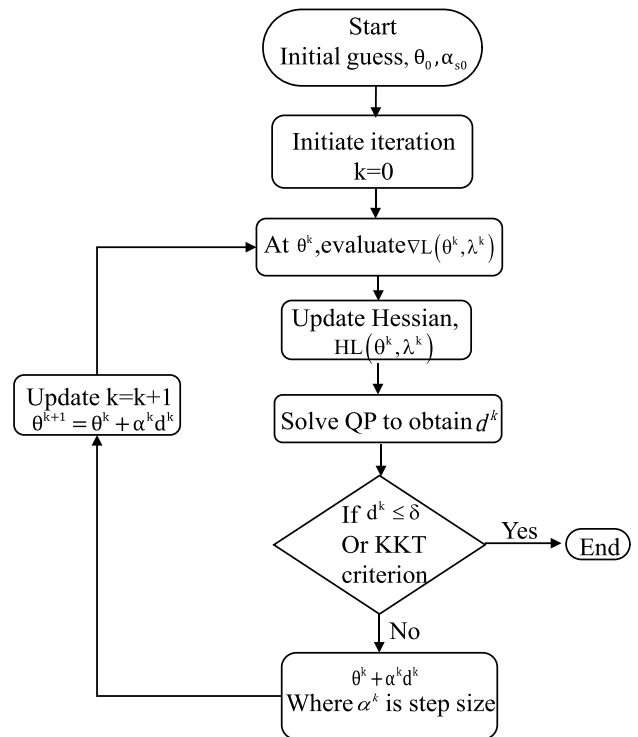 Start
Initial guess, θ₀,αₛ₀
Initiate iteration
k=0
At θᵏ,evaluate∇L(θᵏ,λᵏ)
Update Hessian,
HL(θᵏ,λᵏ)
Update k=k+1
θᵏ⁺¹ = θᵏ + αᵏdᵏ
Solve QP to obtain dᵏ
If dᵏ ≤ δ
Or KKT
criterion
Yes
End
No
θᵏ + αᵏdᵏ
Where αᵏ is step size